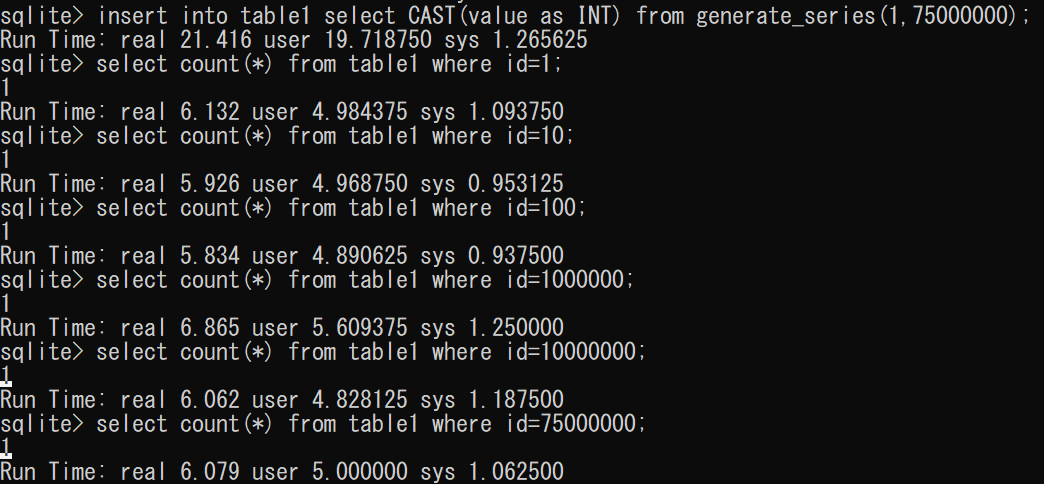 sqlite> insert into table1 select CAST(value as INT) from generate_series(1,75000000);
Run Time: real 21.416 user 19.718750 sys 1.265625
sqlite> select count(*) from table1 where id=1;
1
Run Time: real 6.132 user 4.984375 sys 1.093750
sqlite> select count(*) from table1 where id=10;
1
Run Time: real 5.926 user 4.968750 sys 0.953125
sqlite> select count(*) from table1 where id=100;
1
Run Time: real 5.834 user 4.890625 sys 0.937500
sqlite> select count(*) from table1 where id=1000000;
1
Run Time: real 6.865 user 5.609375 sys 1.250000
sqlite> select count(*) from table1 where id=10000000;
1
Run Time: real 6.062 user 4.828125 sys 1.187500
sqlite> select count(*) from table1 where id=75000000;
1
Run Time: real 6.079 user 5.000000 sys 1.062500